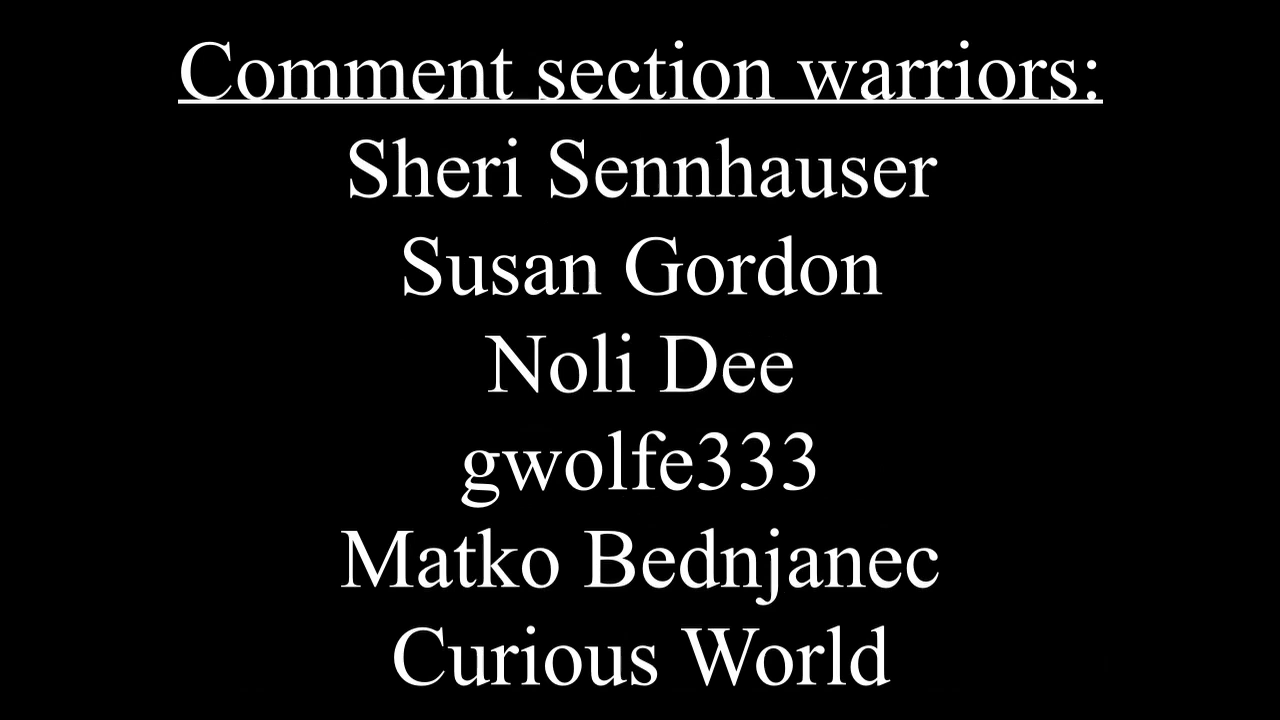 Comment section warriors:
Sheri Sennhauser
Susan Gordon
Noli Dee
gwolfe333
Matko Bednjanec
Curious World